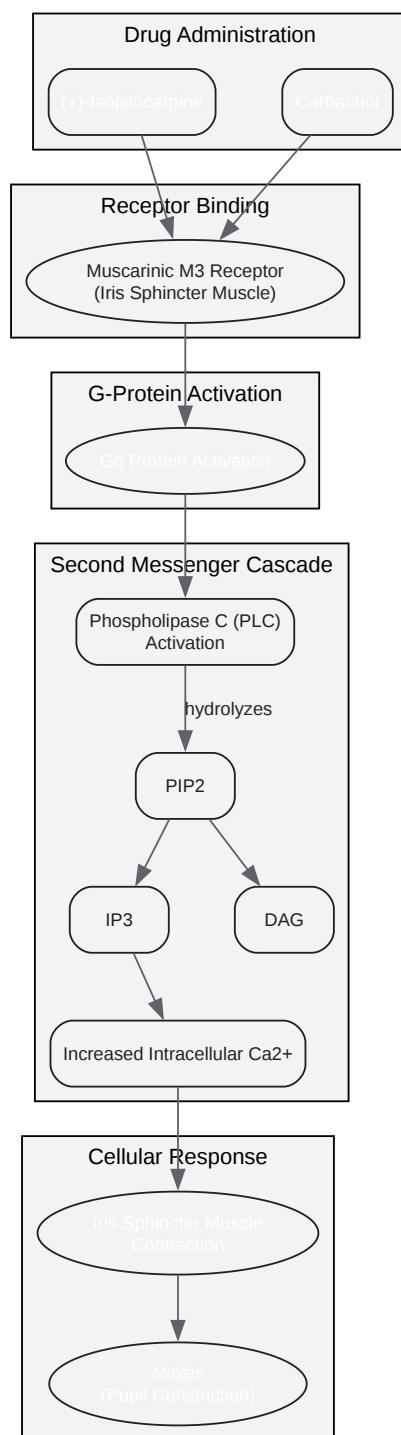 Drug Administration
(+)-Isopilocarpine
Carbachol
Receptor Binding
Muscarinic M3 Receptor
(Iris Sphincter Muscle)
G-Protein Activation
Gq Protein Activation
Second Messenger Cascade
Phospholipase C (PLC)
Activation
hydrolyzes
PIP2
IP3
DAG
Increased Intracellular Ca2+
Cellular Response
Iris Sphincter Muscle
Contraction
Miosis
(Pupil Constriction)